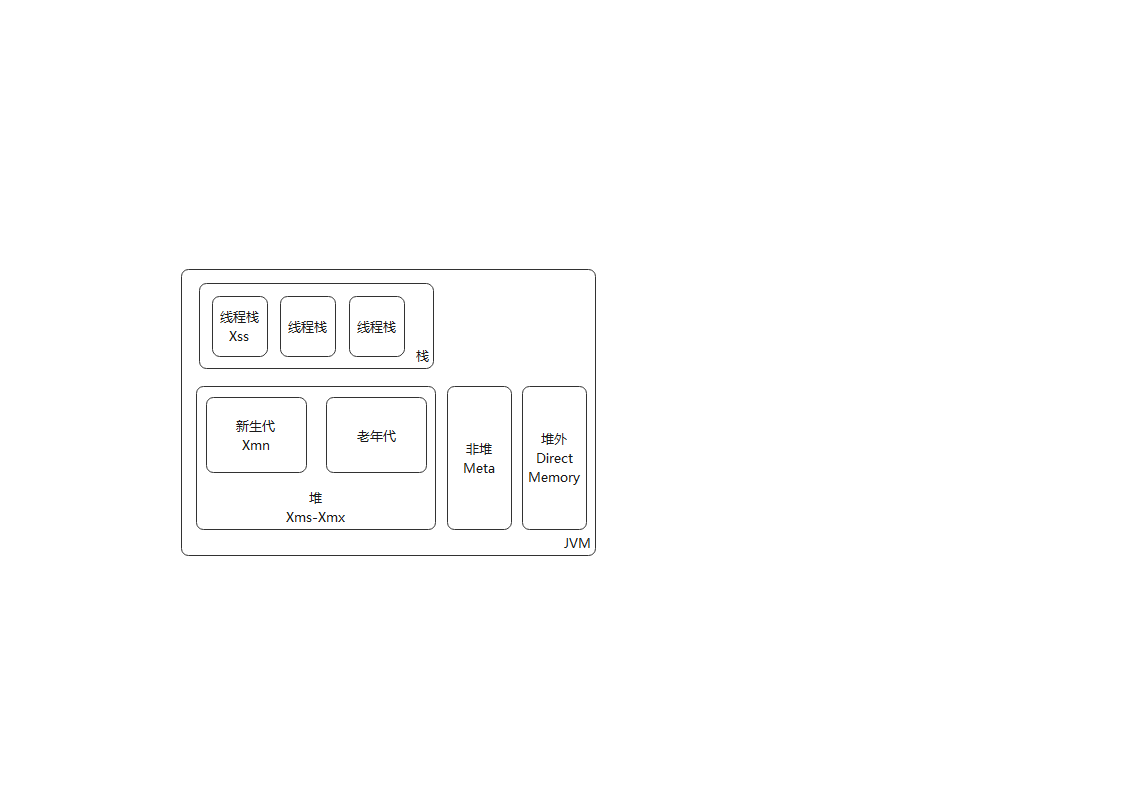 线程栈
Xss
线程栈
线程栈
栈
新生代
Xmn
老年代
堆
Xms-Xmx
非堆
Meta
堆外
Direct
Memory
JVM